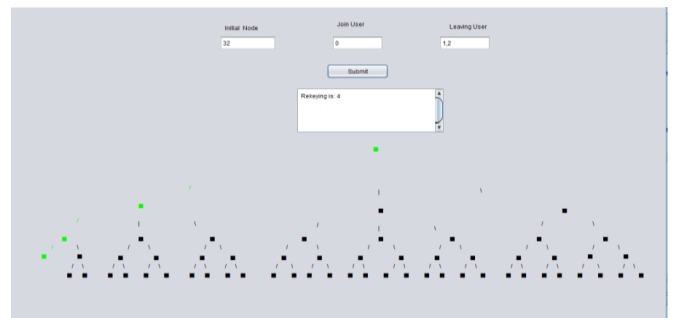 Initial Node
Join User
Leaving User
32
0
1,2
Submit
Rekeying is: 4